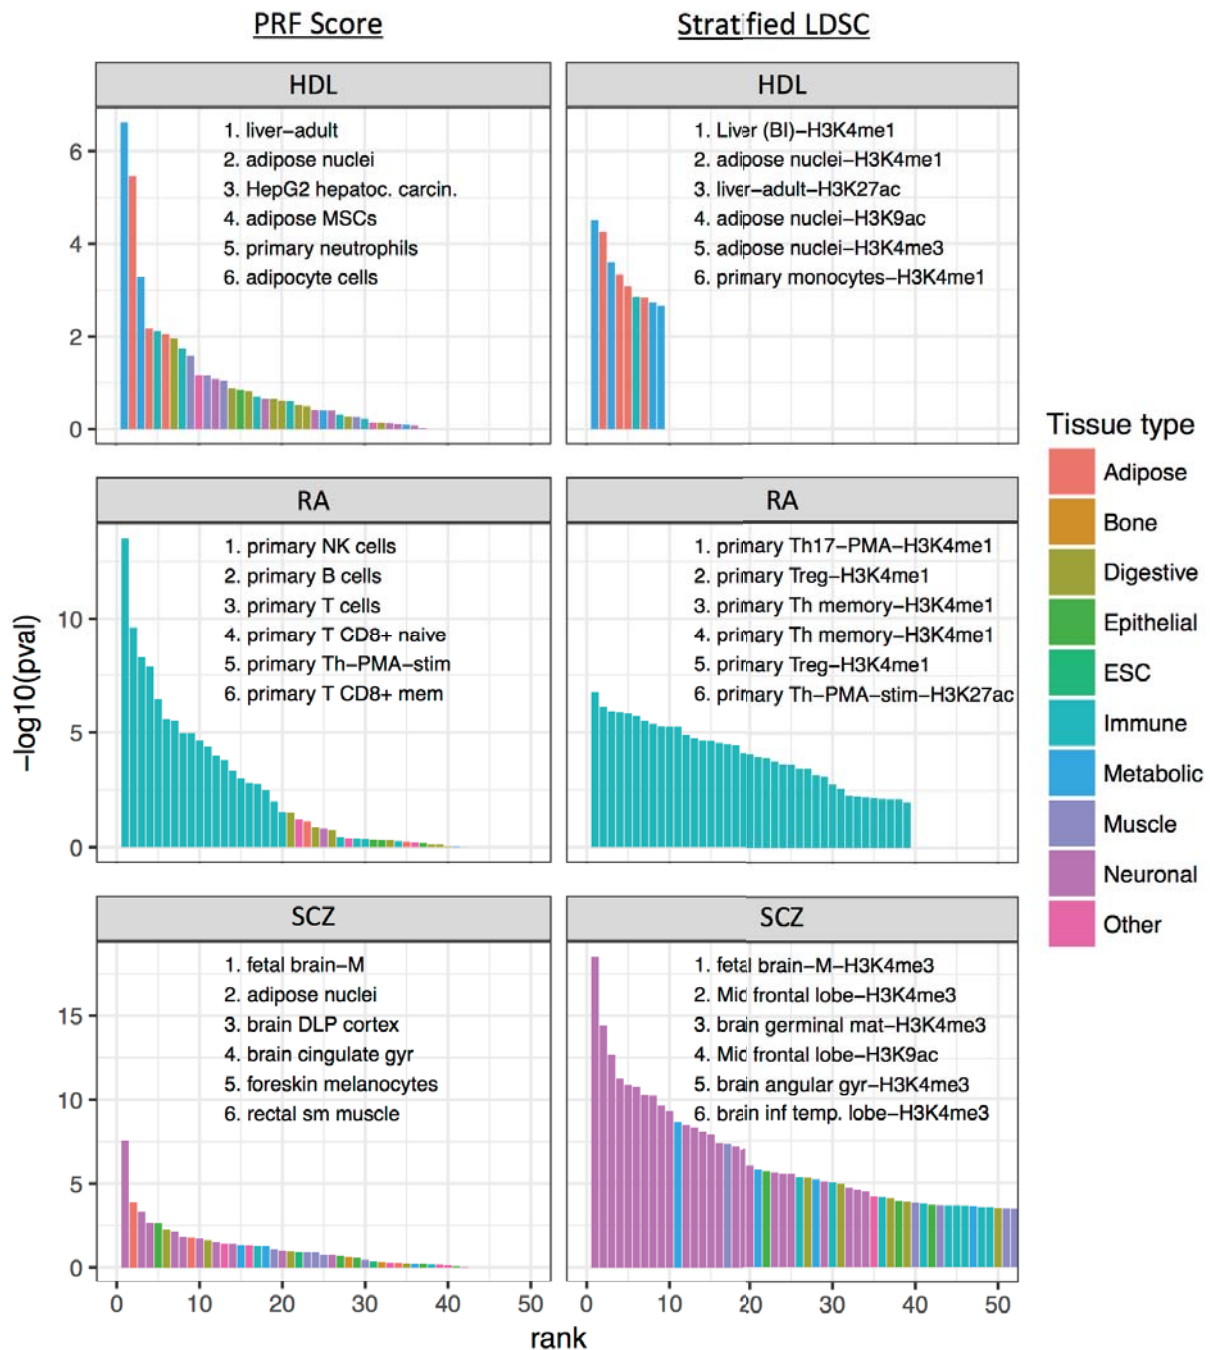 PRF Score
Stratified LDSC
HDL
HDL
1. liver-adult
2. adipose nuclei
3. HepG2 hepatoc. carcin.
4. adipose MSCs
5. primary neutrophils
6. adipocyte cells
1. Liver (BI)-H3K4me1
2. adipose nuclei-H3K4me1
3. liver-adult-H3K27ac
4. adipose nuclei-H3K9ac
5. adipose nuclei-H3K4me3
6. primary monocytes-H3K4me1
6
4
2
0
RA
RA
1. primary NK cells
2. primary B cells
3. primary T cells
4. primary T CD8+ naive
5. primary Th-PMA-stim
6. primary T CD8+ mem
1. primary Th17-PMA-H3K4me1
2. primary Treg-H3K4me1
3. primary Th memory-H3K4me1
4. primary Th memory-H3K4me1
5. primary Treg-H3K4me1
6. primary Th-PMA-stim-H3K27ac
10
5
0
-log10(pval)
SCZ
SCZ
1. fetal brain-M
2. adipose nuclei
3. brain DLP cortex
4. brain cingulate gyr
5. foreskin melanocytes
6. rectal sm muscle
1. fetal brain-M-H3K4me3
2. Mid frontal lobe-H3K4me3
3. brain germinal mat-H3K4me3
4. Mid frontal lobe-H3K9ac
5. brain angular gyr-H3K4me3
6. brain inf temp. lobe-H3K4me3
15
10
5
0
0 10 20 30 40 50
0 10 20 30 40 50
rank
Tissue type
Adipose
Bone
Digestive
Epithelial
ESC
Immune
Metabolic
Muscle
Neuronal
Other